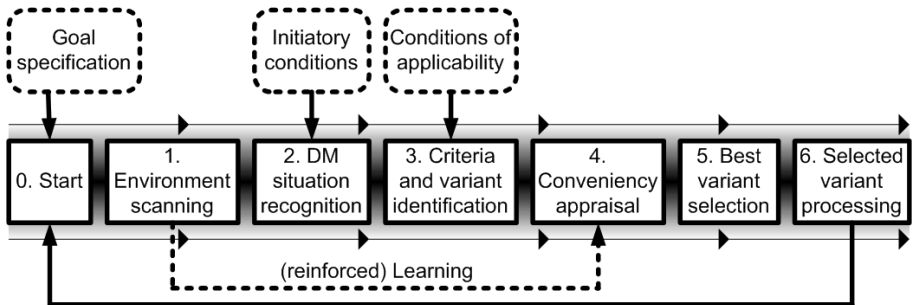 Goal
specification
Initiatory
conditions
Conditions of
applicability
0. Start
1.
Environment
scanning
2. DM
situation
recognition
3. Criteria
and variant
identification
4.
Conveniency
appraisal
5. Best
variant
selection
6. Selected
variant
processing
(reinforced) Learning